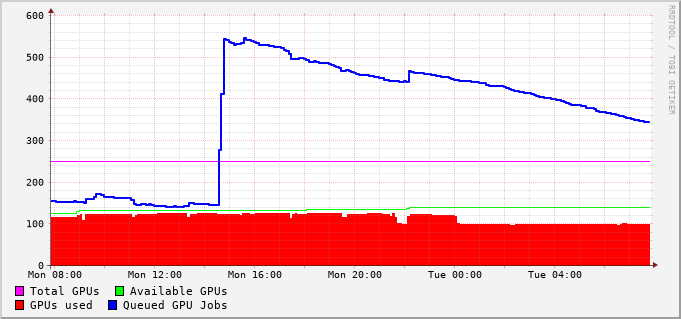 600
500
400
300
200
100
0
Mon 08:00 Mon 12:00 Mon 16:00 Mon 20:00 Tue 00:00 Tue 04:00
Total GPUs Available GPUs
GPUs used Queued GPU Jobs
RRDTOOL / TOBI OETIKER